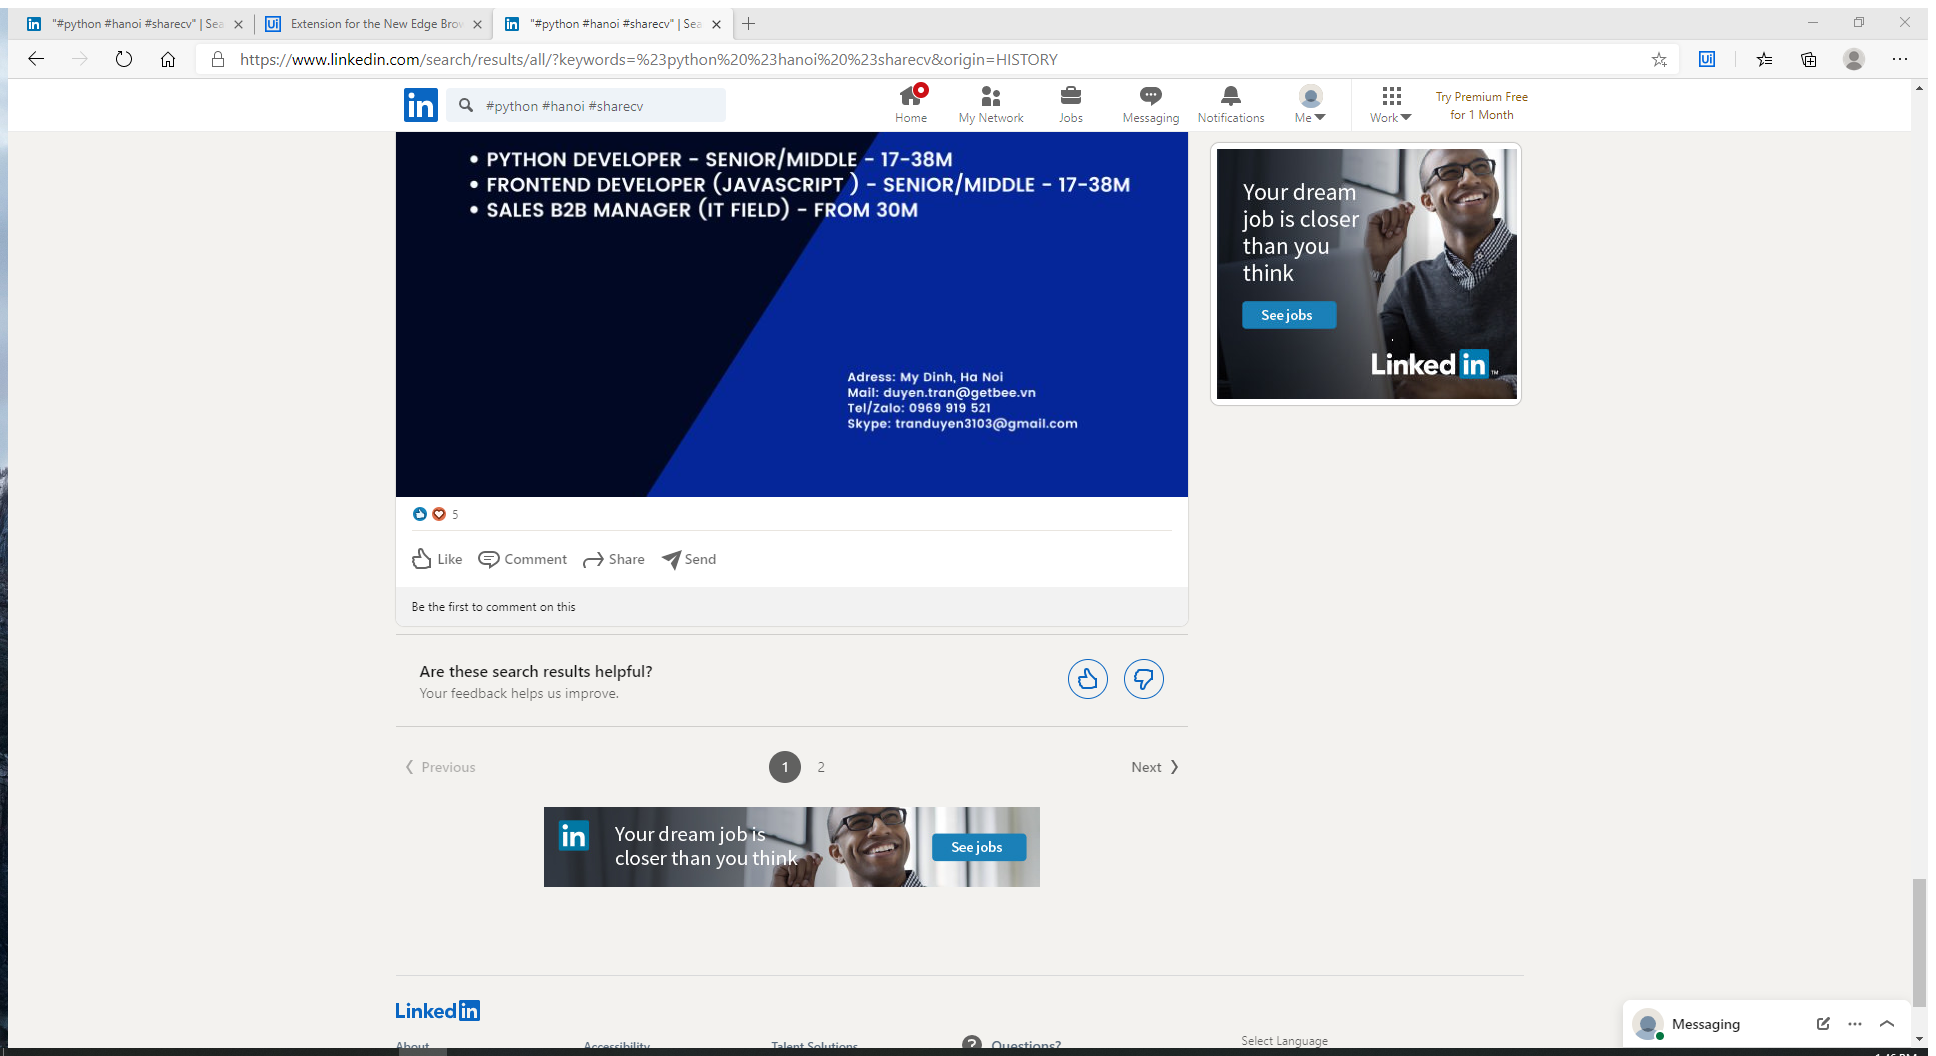 "#python #hanoi #sharecv" | Sea
Extension for the New Edge Brow
"#python #hanoi #sharecv" | Sea
https://www.linkedin.com/search/results/all/?keywords=%23python%20%23hanoi%20%23sharecv&origin=HISTORY
in
#python #hanoi #sharecv
Home
My Network
Jobs
Messaging
Notifications
Me
Work
Try Premium Free
for 1 Month
• PYTHON DEVELOPER - SENIOR/MIDDLE - 17-38M
• FRONTEND DEVELOPER (JAVASCRIPT ) - SENIOR/MIDDLE - 17-38M
• SALES B2B MANAGER (IT FIELD) - FROM 30M
Adress: My Dinh, Ha Noi
Mail: duyen.tran@getbee.vn
Tel/Zalo: 0969 919 521
Skype: tranduyen3103@gmail.com
Your dream
job is closer
than you
think
See jobs
Linked in™
5
Like
Comment
Share
Send
Be the first to comment on this
Are these search results helpful?
Your feedback helps us improve.
Previous
1
2
Next
in
Your dream job is
closer than you think
See jobs
Linked in
About
Accessibility
Talent Solutions
Questions?
Select Language
Messaging